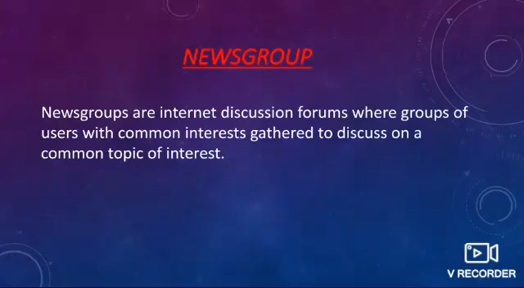 NEWSGROUP
Newsgroups are internet discussion forums where groups of
users with common interests gathered to discuss on a
common topic of interest.
V RECORDER